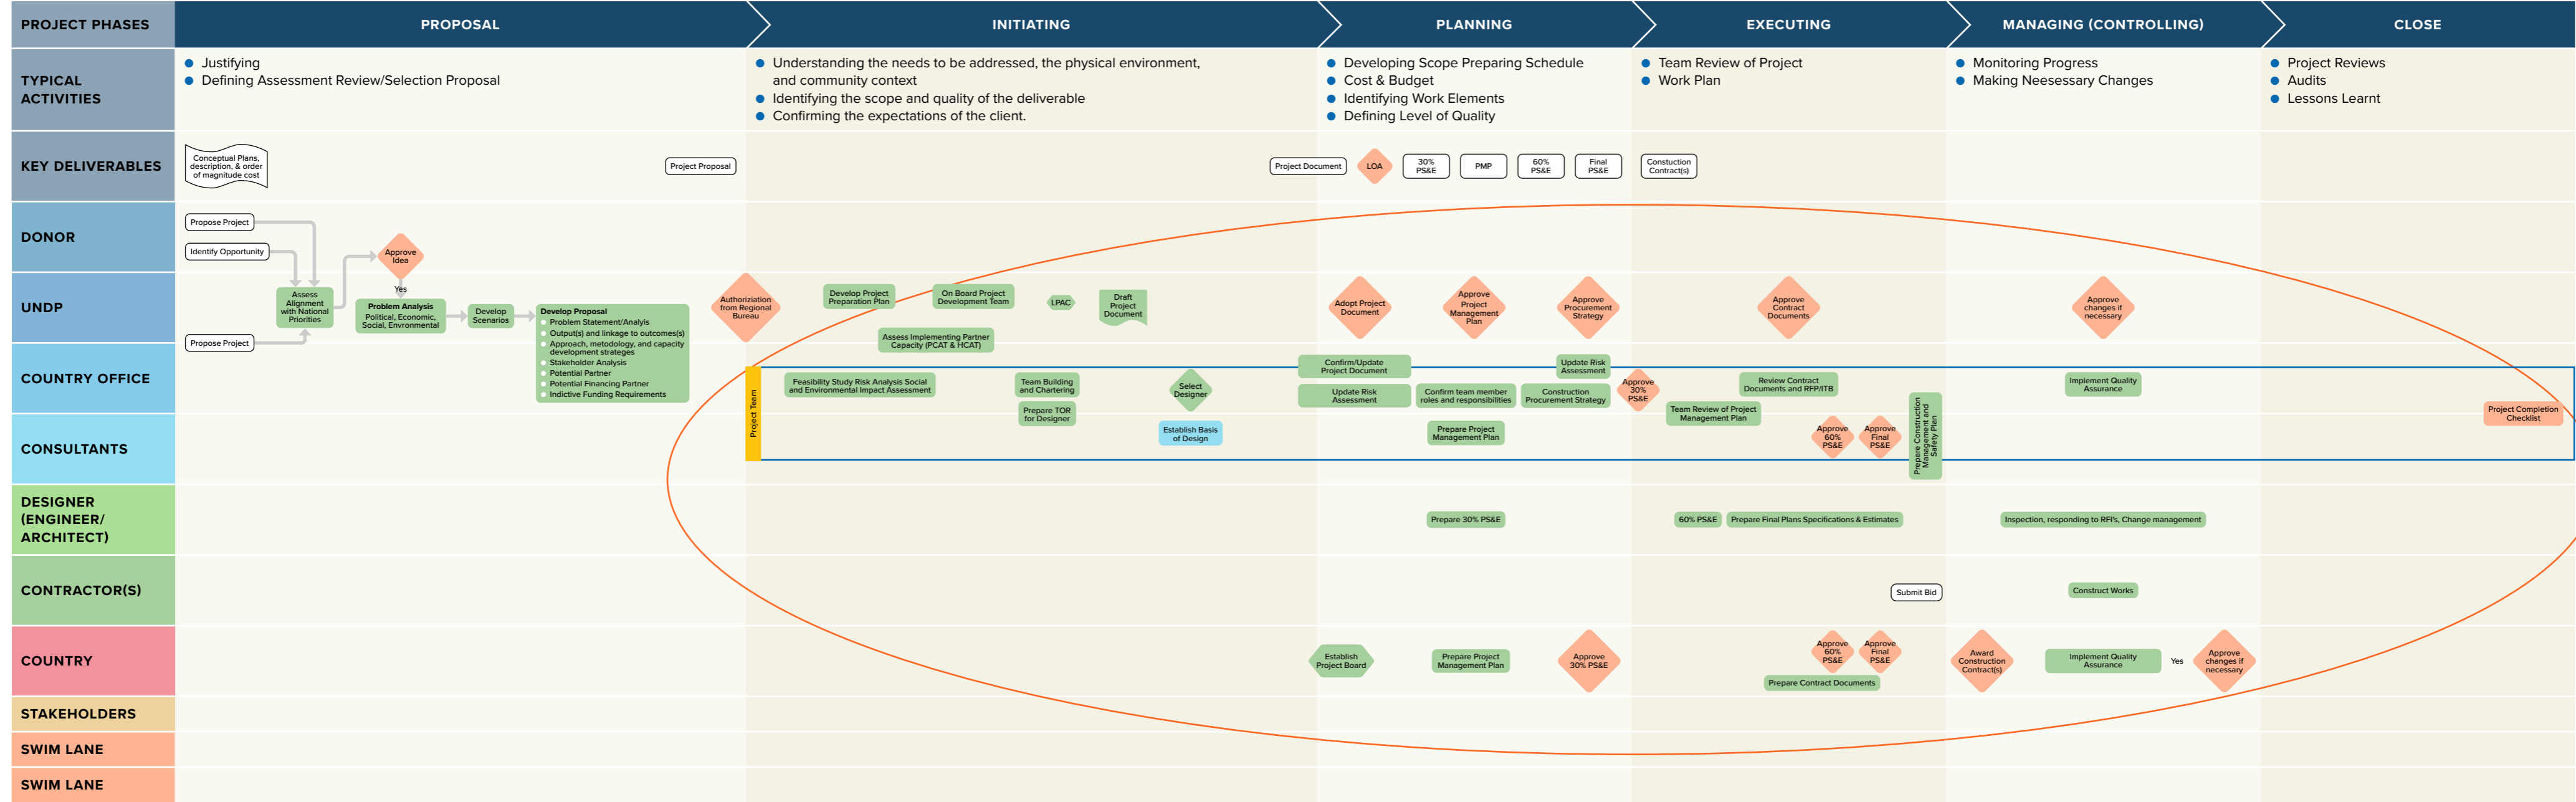 PROJECT PHASES
PROPOSAL
INITIATING
PLANNING
EXECUTING
MANAGING (CONTROLLING)
CLOSE
TYPICAL
ACTIVITIES
Justifying
Defining Assessment Review/Selection Proposal
Understanding the needs to be addressed, the physical environment,
and community context
Identifying the scope and quality of the deliverable
Confirming the expectations of the client.
Developing Scope Preparing Schedule
Cost & Budget
Identifying Work Elements
Defining Level of Quality
Team Review of Project
Work Plan
Monitoring Progress
Making Neesessary Changes
Project Reviews
Audits
Lessons Learnt
KEY DELIVERABLES
Conceptual Plans,
description, & order
of magnitude cost
Project Proposal
Project Document
LOA
30%
PS&E
PMP
60%
PS&E
Final
PS&E
Constuction
Contract(s)
DONOR
Propose Project
Identify Opportunity
Approve
Idea
UNDP
Assess
Alignment
with National
Priorities
Yes
Problem Analysis
Political, Economic,
Social, Envronmental
Develop
Scenarios
Develop Proposal
Problem Statement/Analyis
Output(s) and linkage to outcomes(s)
Approach, metodology, and capacity
development strateges
Stakeholder Analysis
Potential Partner
Potential Financing Partner
Indictive Funding Requirements
Authoriziation
from Regional
Bureau
Develop Project
Preparation Plan
On Board Project
Development Team
LPAC
Draft
Project
Document
Assess Implementing Partner
Capacity (PCAT & HCAT)
Adopt Project
Document
Approve
Project
Management
Plan
Approve
Procurement
Strategy
Approve
Contract
Documents
Approve
changes if
necessary
Propose Project
COUNTRY OFFICE
Project Team
Feasibility Study Risk Analysis Social
and Environmental Impact Assessment
Team Building
and Chartering
Prepare TOR
for Designer
Select
Designer
Confirm/Update
Project Document
Update Risk
Assessment
Confirm team member
roles and responsibilities
Update Risk
Assessment
Construction
Procurement Strategy
Approve
30%
PS&E
Review Contract
Documents and RFP/ITB
Team Review of Project
Management Plan
Prepare Construction
Management and
Safety Plan
Implement Quality
Assurance
Project Completion
Checklist
CONSULTANTS
Establish Basis
of Design
Prepare Project
Management Plan
Approve
60%
PS&E
Approve
Final
PS&E
DESIGNER
(ENGINEER/
ARCHITECT)
Prepare 30% PS&E
60% PS&E
Prepare Final Plans Specifications & Estimates
Inspection, responding to RFI's, Change management
CONTRACTOR(S)
Submit Bid
Construct Works
COUNTRY
Establish
Project Board
Prepare Project
Management Plan
Approve
30% PS&E
Approve
60%
PS&E
Approve
Final
PS&E
Prepare Contract Documents
Award
Construction
Contract(s)
Implement Quality
Assurance
Yes
Approve
changes if
necessary
STAKEHOLDERS
SWIM LANE
SWIM LANE